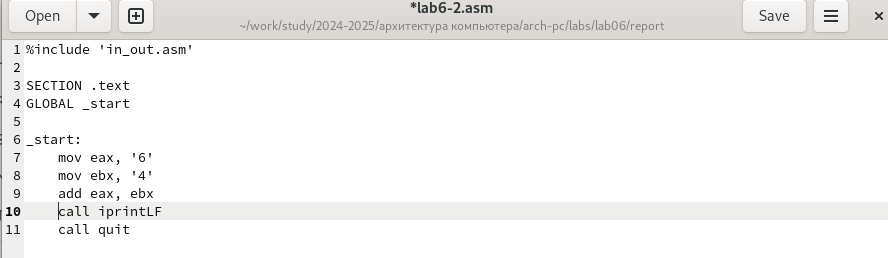 Open
*lab6-2.asm
~/work/study/2024-2025/архитектура компьютера/arch-pc/labs/lab06/report
Save
1 %include 'in_out.asm'
2
3 SECTION .text
4 GLOBAL _start
5
6 _start:
7     mov eax, '6'
8     mov ebx, '4'
9     add eax, ebx
10     call iprintLF
11     call quit